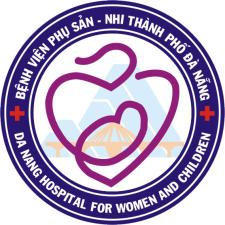 BỆNH VIỆN PHỤ SẢN - NHI THÀNH PHỐ ĐÀ NẴNG
DA NANG HOSPITAL FOR WOMEN AND CHILDREN